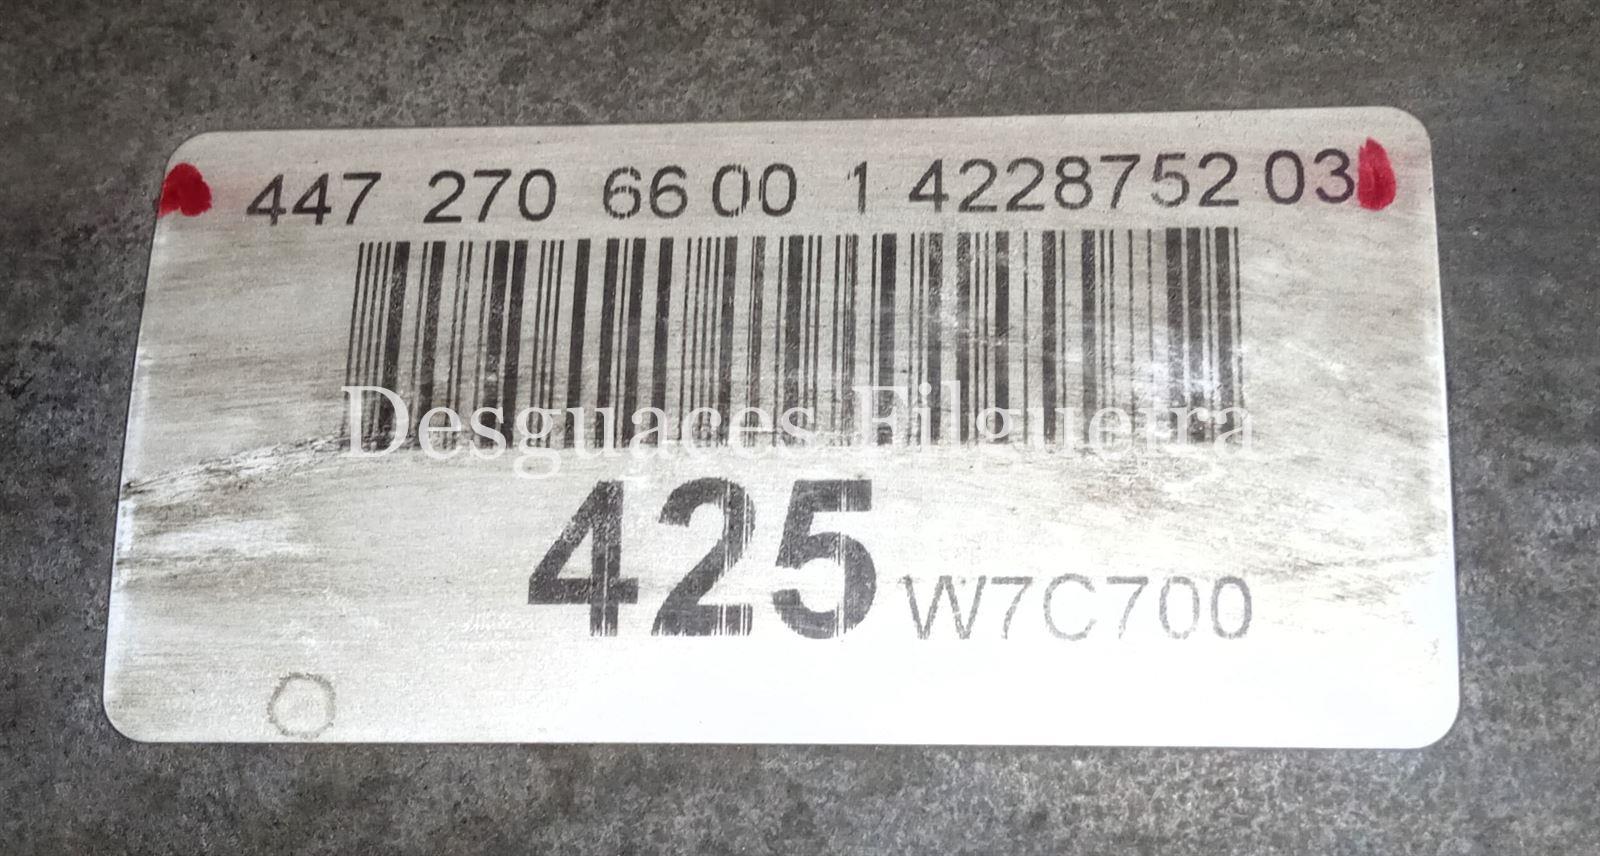 447 270 66 00 1 4228752 03
Desguaces Filgueira
425 W7C700